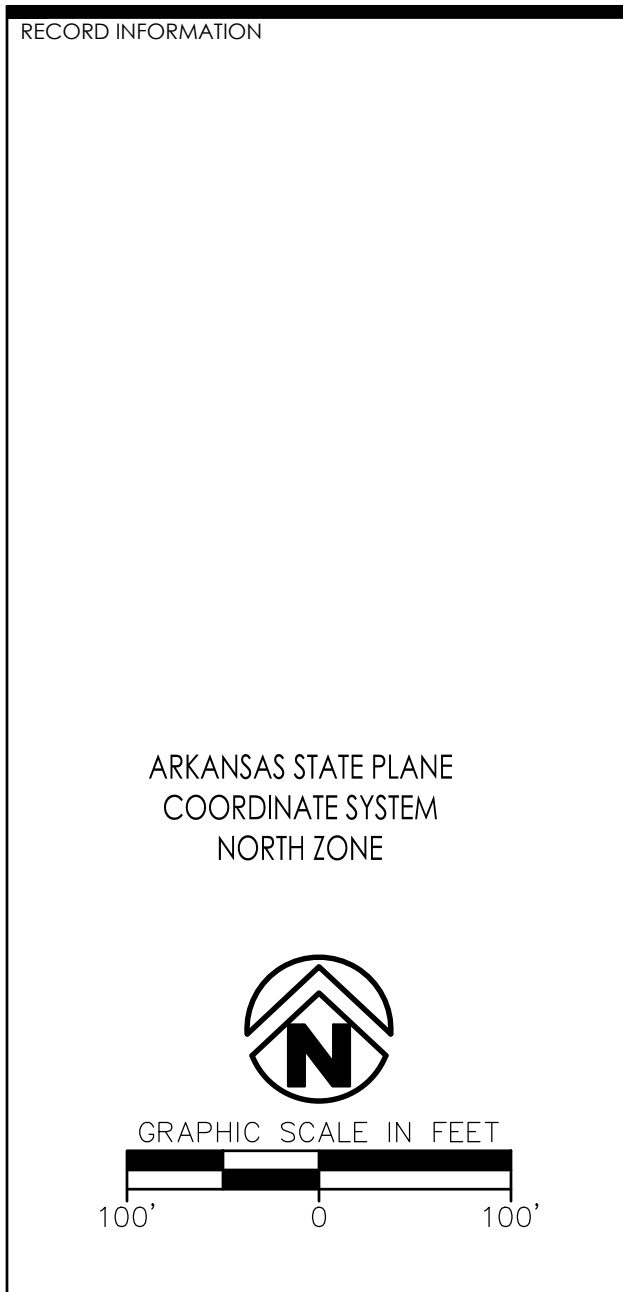 RECORD INFORMATION
ARKANSAS STATE PLANE
COORDINATE SYSTEM
NORTH ZONE
N
GRAPHIC SCALE IN FEET
100' 0 100'